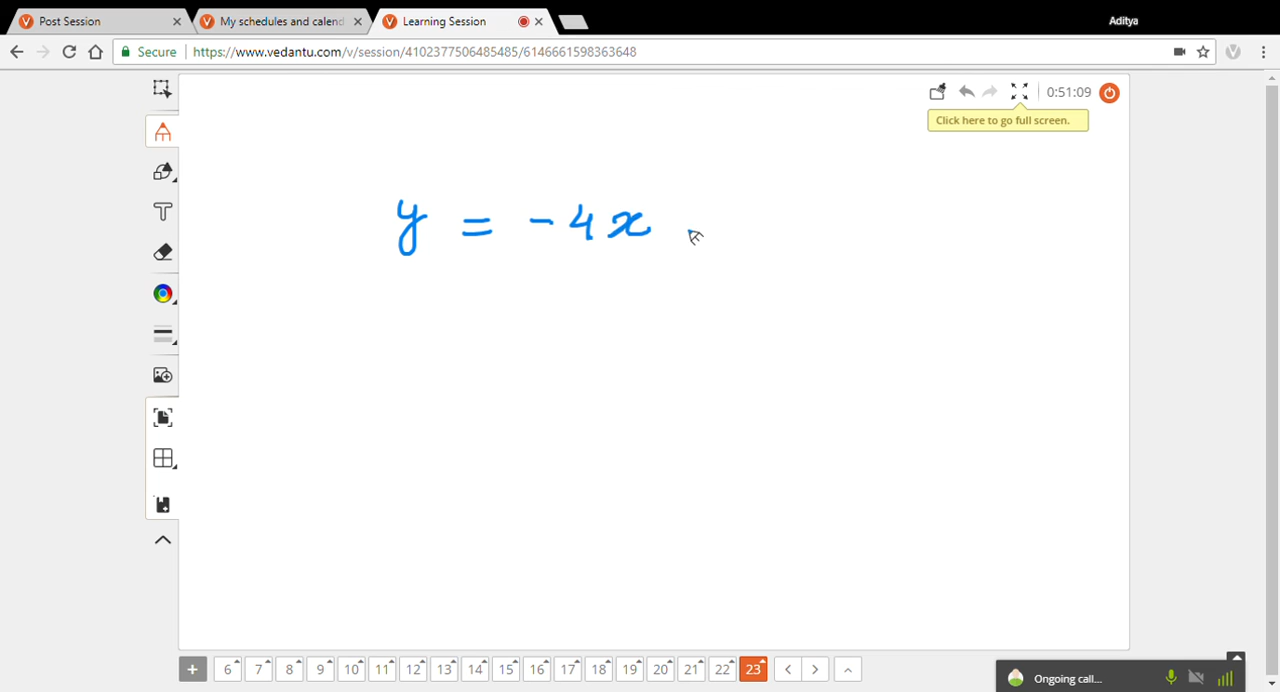 Post Session
My schedules and calend
Learning Session
Aditya
Secure
https://www.vedantu.com/v/session/4102377506485485/6146661598363648
0:51:09
Click here to go full screen.
y = -4x
T
+ 6 7 8 9 10 11 12 13 14 15 16 17 18 19 20 21 22 23 < >
Ongoing call...